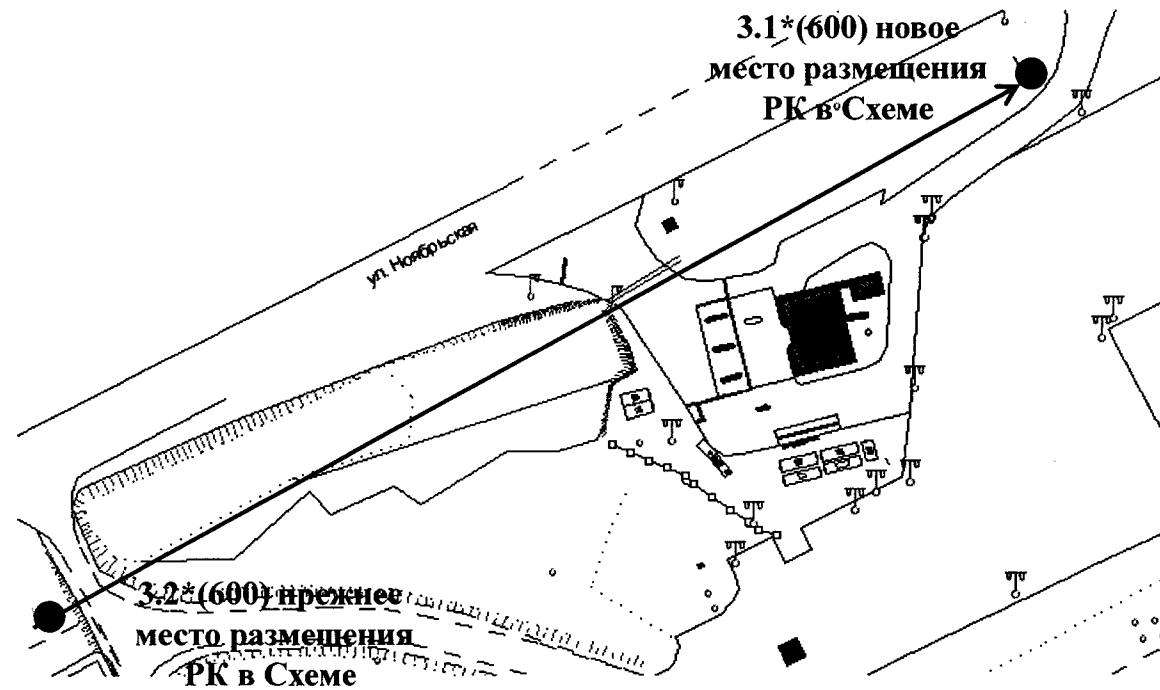 3.1*(600) новое
место размещения
РК в Схеме
ул. Ноябрьская
3.2*(600) прежнее
место размещения
РК в Схеме